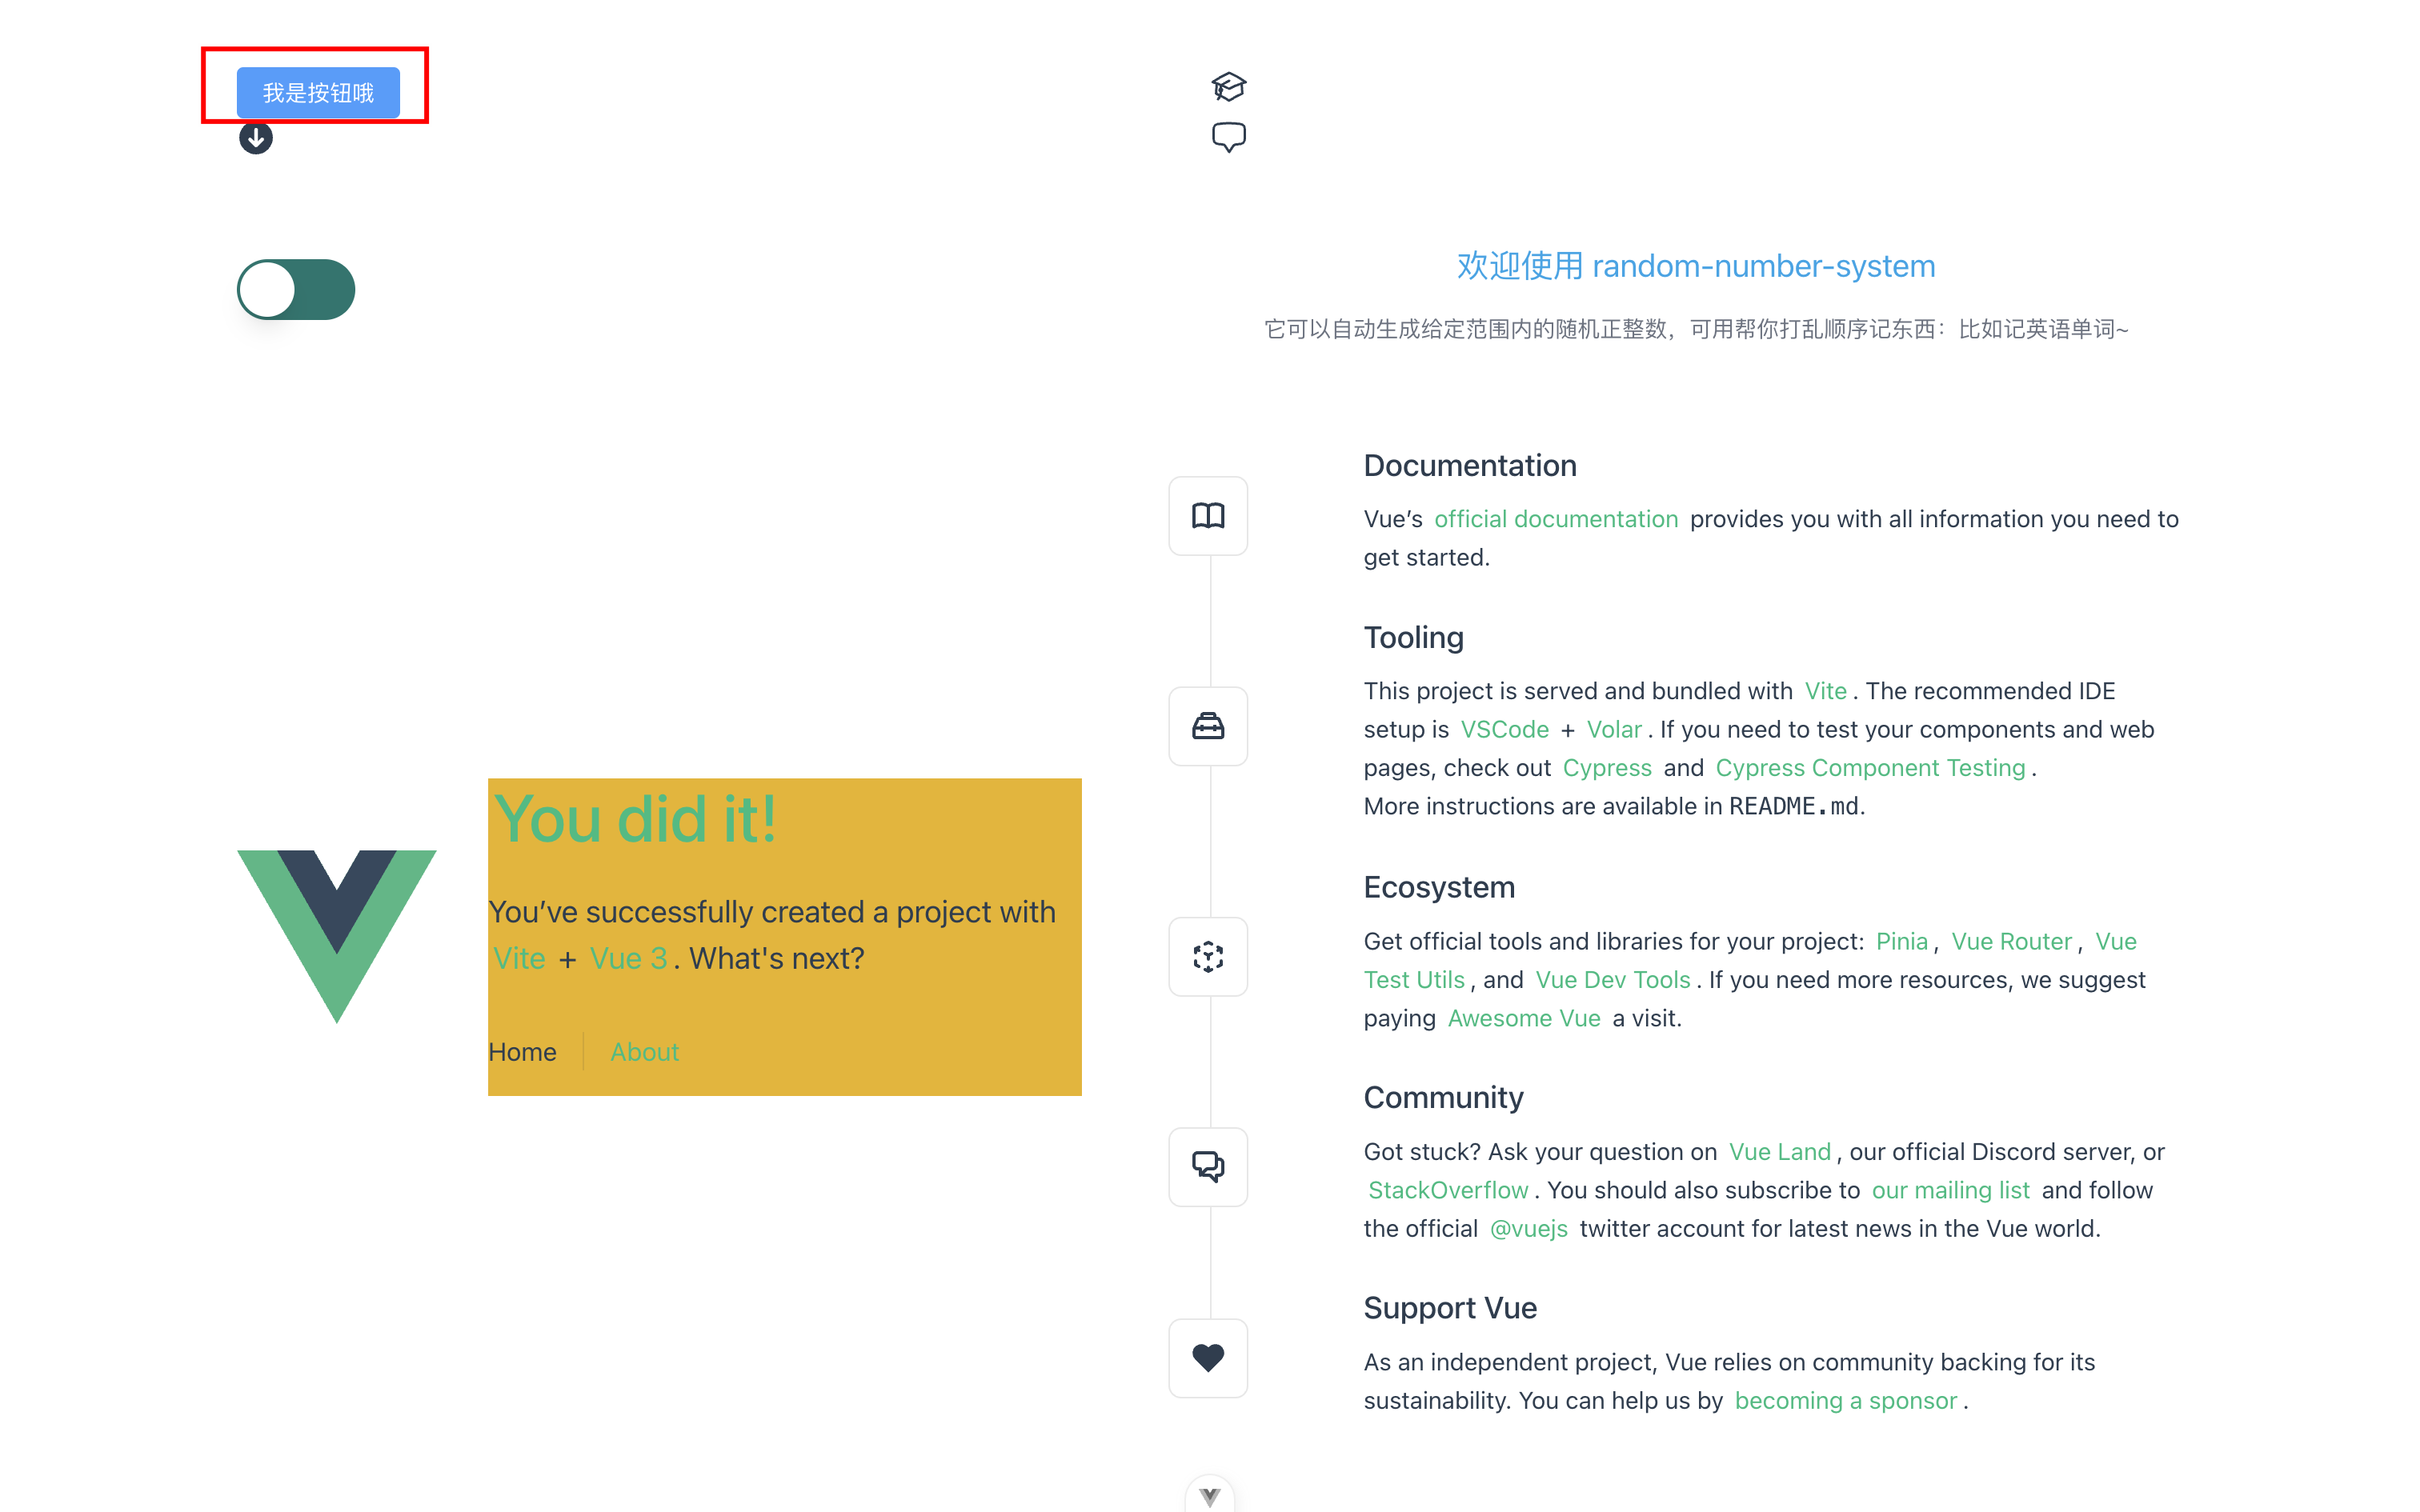 我是按钮哦
欢迎使用 random-number-system
它可以自动生成给定范围内的随机正整数，可用帮你打乱顺序记东西：比如记英语单词~
You did it!
You’ve successfully created a project with
Vite + Vue 3. What's next?
Home About
Documentation
Vue’s official documentation provides you with all information you need to
get started.
Tooling
This project is served and bundled with Vite. The recommended IDE
setup is VSCode + Volar. If you need to test your components and web
pages, check out Cypress and Cypress Component Testing.
More instructions are available in README.md.
Ecosystem
Get official tools and libraries for your project: Pinia, Vue Router, Vue
Test Utils, and Vue Dev Tools. If you need more resources, we suggest
paying Awesome Vue a visit.
Community
Got stuck? Ask your question on Vue Land, our official Discord server, or
StackOverflow. You should also subscribe to our mailing list and follow
the official @vuejs twitter account for latest news in the Vue world.
Support Vue
As an independent project, Vue relies on community backing for its
sustainability. You can help us by becoming a sponsor.